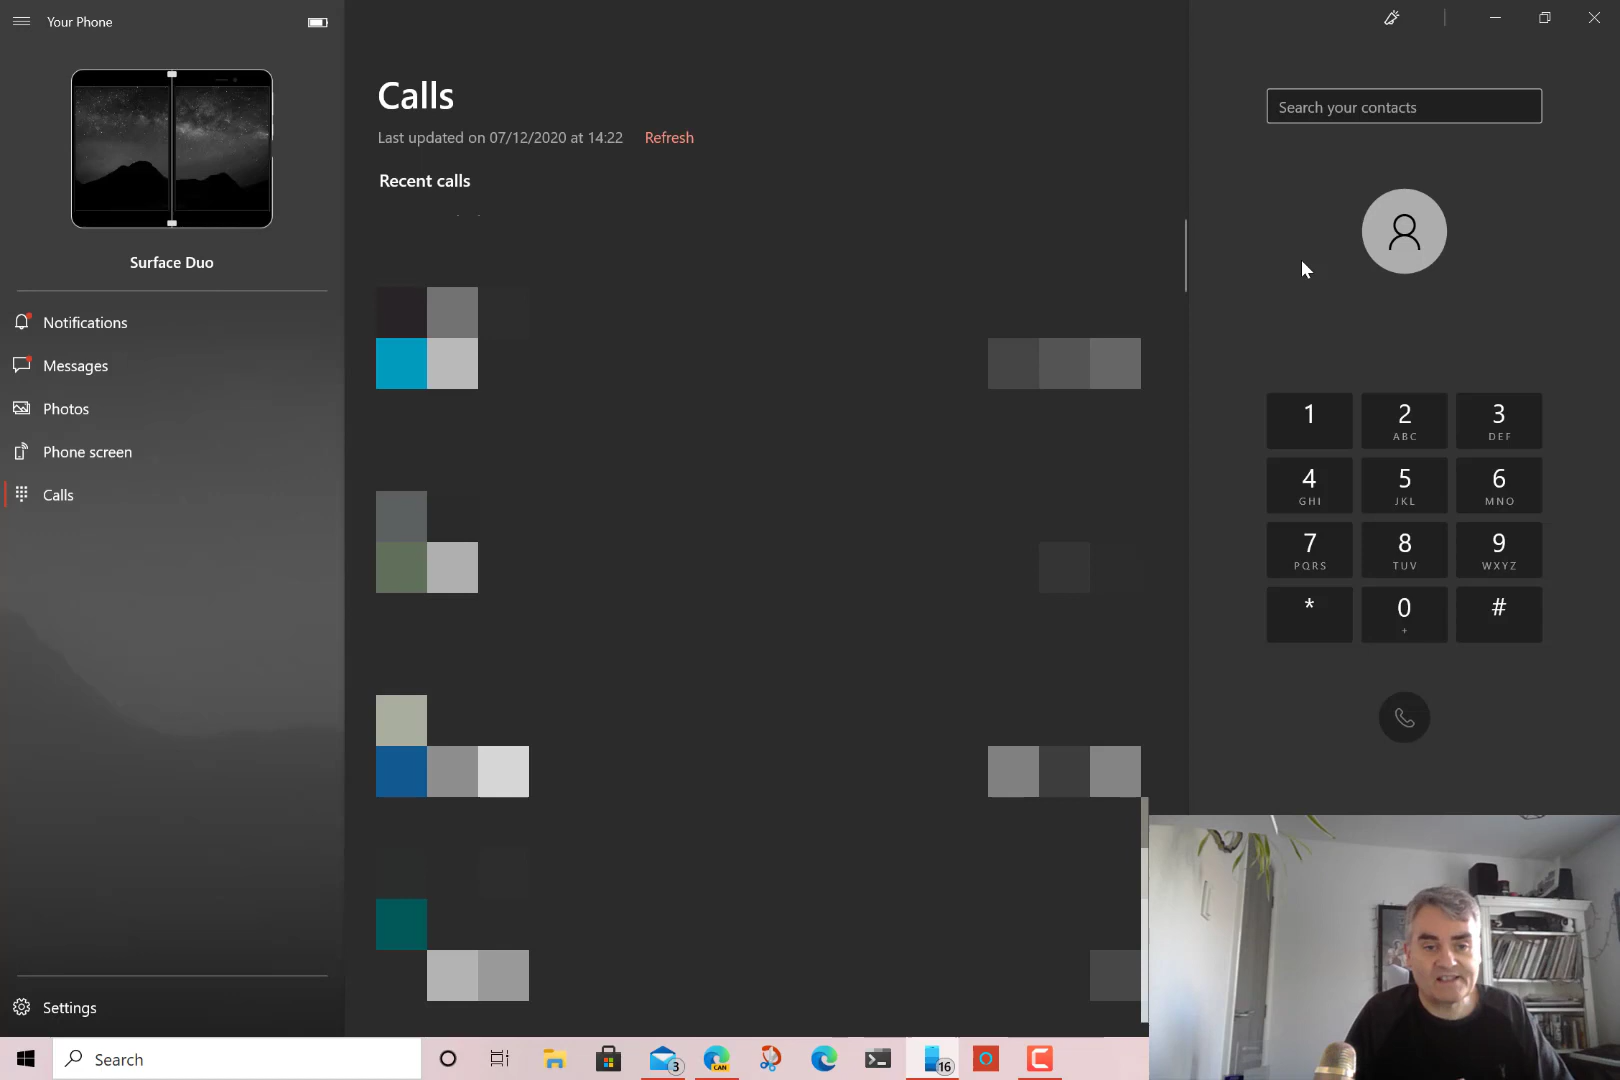 Your Phone
Surface Duo
Notifications
Messages
Photos
Phone screen
Calls
Settings
Calls
Last updated on 07/12/2020 at 14:22 Refresh
Recent calls
Search your contacts
1 2 3
ABC DEF
4 5 6
GHI JKL MNO
7 8 9
PQRS TUV WXYZ
* 0 #
+
Search
3
CAN
16